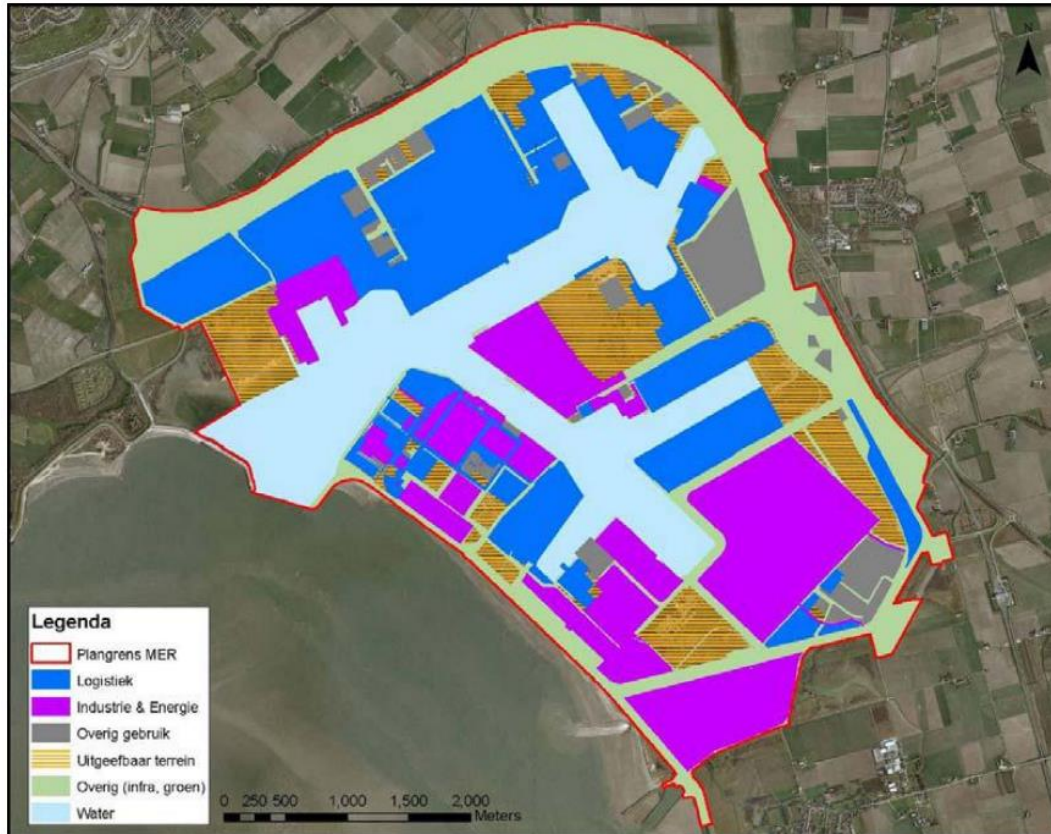 N
Legenda
Plangrens MER
Logistiek
Industrie & Energie
Overig gebruik
Uitgeefbaar terrein
Overig (infra, groen)
Water
0 250 500 1,000 1,500 2,000
Meters